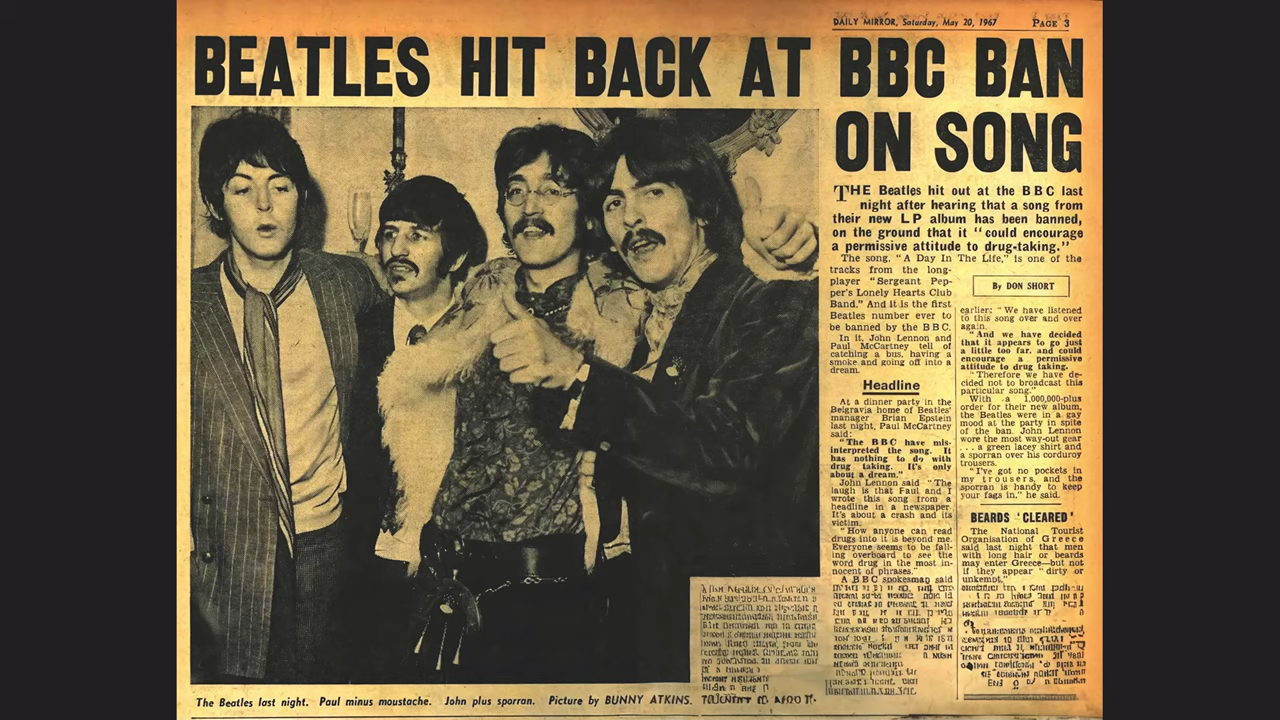 DAILY MIRROR, Saturday, May 20, 1967 PAGE 3
BEATLES HIT BACK AT BBC BAN
ON SONG
THE Beatles hit out at the BBC last
night after hearing that a song from
their new LP album has been banned,
on the ground that it "could encourage
a permissive attitude to drug-taking."
The song, "A Day In The Life," is one of the
tracks from the long-
player "Sergeant Pep-
per's Lonely Hearts Club
Band." And it is the first
Beatles number ever to
be banned by the BBC.
In it, John Lennon and
Paul McCartney tell of
catching a bus, having a
smoke and going off into a
dream.
Headline
At a dinner party in the
Belgravia home of Beatles'
manager Brian Epstein
last night, Paul McCartney
said:
"The BBC have mis-
interpreted the song. It
has nothing to do with
drug taking. It's only
about a dream."
John Lennon said "The
laugh is that Paul and I
wrote this song from a
headline in a newspaper
It's about a crash and its
victim.
"How anyone can read
drugs into it is beyond me.
Everyone seems to be fall-
ing overboard to see the
word drug in the most in-
nocent of phrases."
A BBC spokesman said
By DON SHORT
earlier: "We have listened
to this song over and over
again.
"And we have decided
that it appears to go just
a little too far, and could
encourage a permissive
attitude to drug taking.
"Therefore we have de-
cided not to broadcast this
particular song."
With a 1,000,000-plus
order for their new album,
the Beatles were in a gay
mood at the party in spite
of the ban. John Lennon
wore the most way-out gear
. . . a green lacey shirt and
a sporran over his corduroy
trousers.
"I've got no pockets in
my trousers, and the
sporran is handy to keep
your fags in," he said.
BEARDS 'CLEARED'
The National Tourist
Organisation of Greece
said last night that men
with long hair or beards
may enter Greece—but not
if they appear "dirty or
unkempt."
The Beatles last night. Paul minus moustache. John plus sporran. Picture by BUNNY ATKINS.